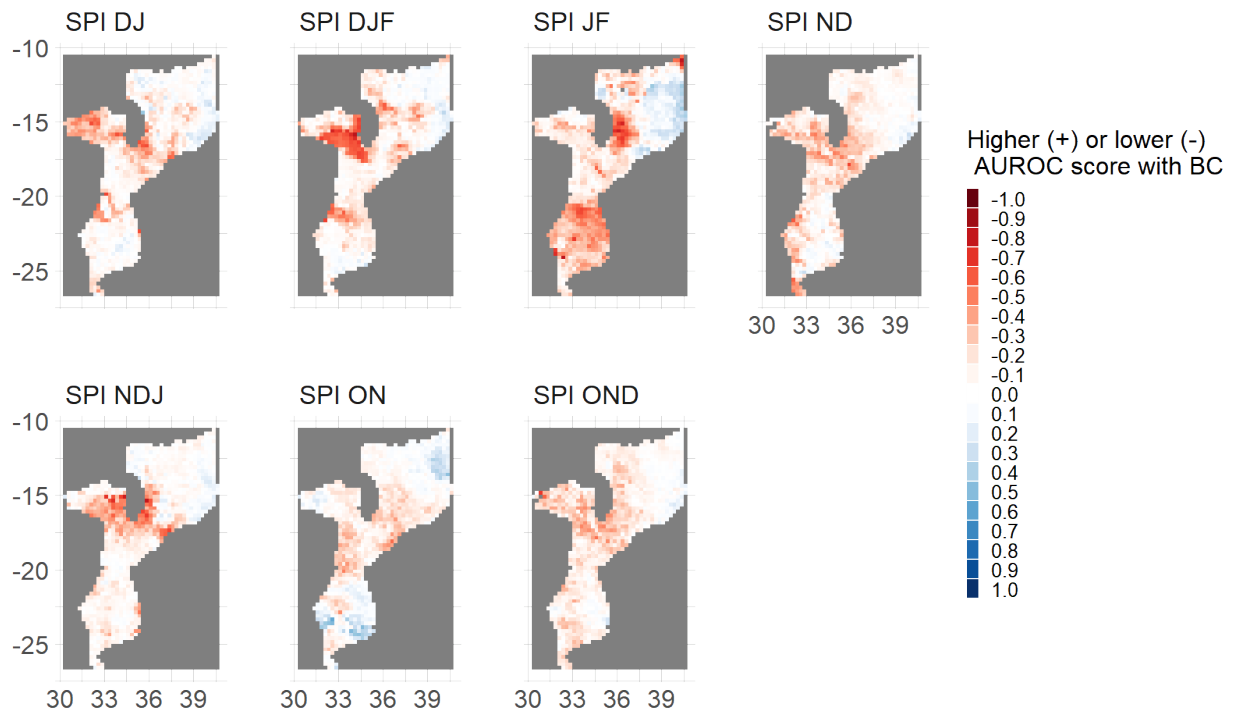 SPI DJ
SPI DJF
SPI JF
SPI ND
-10
-15
-20
-25
30 33 36 39
Higher (+) or lower (-)
AUROC score with BC
-1.0
-0.9
-0.8
-0.7
-0.6
-0.5
-0.4
-0.3
-0.2
-0.1
0.0
0.1
0.2
0.3
0.4
0.5
0.6
0.7
0.8
0.9
1.0
SPI NDJ
SPI ON
SPI OND
-10
-15
-20
-25
30 33 36 39
30 33 36 39
30 33 36 39